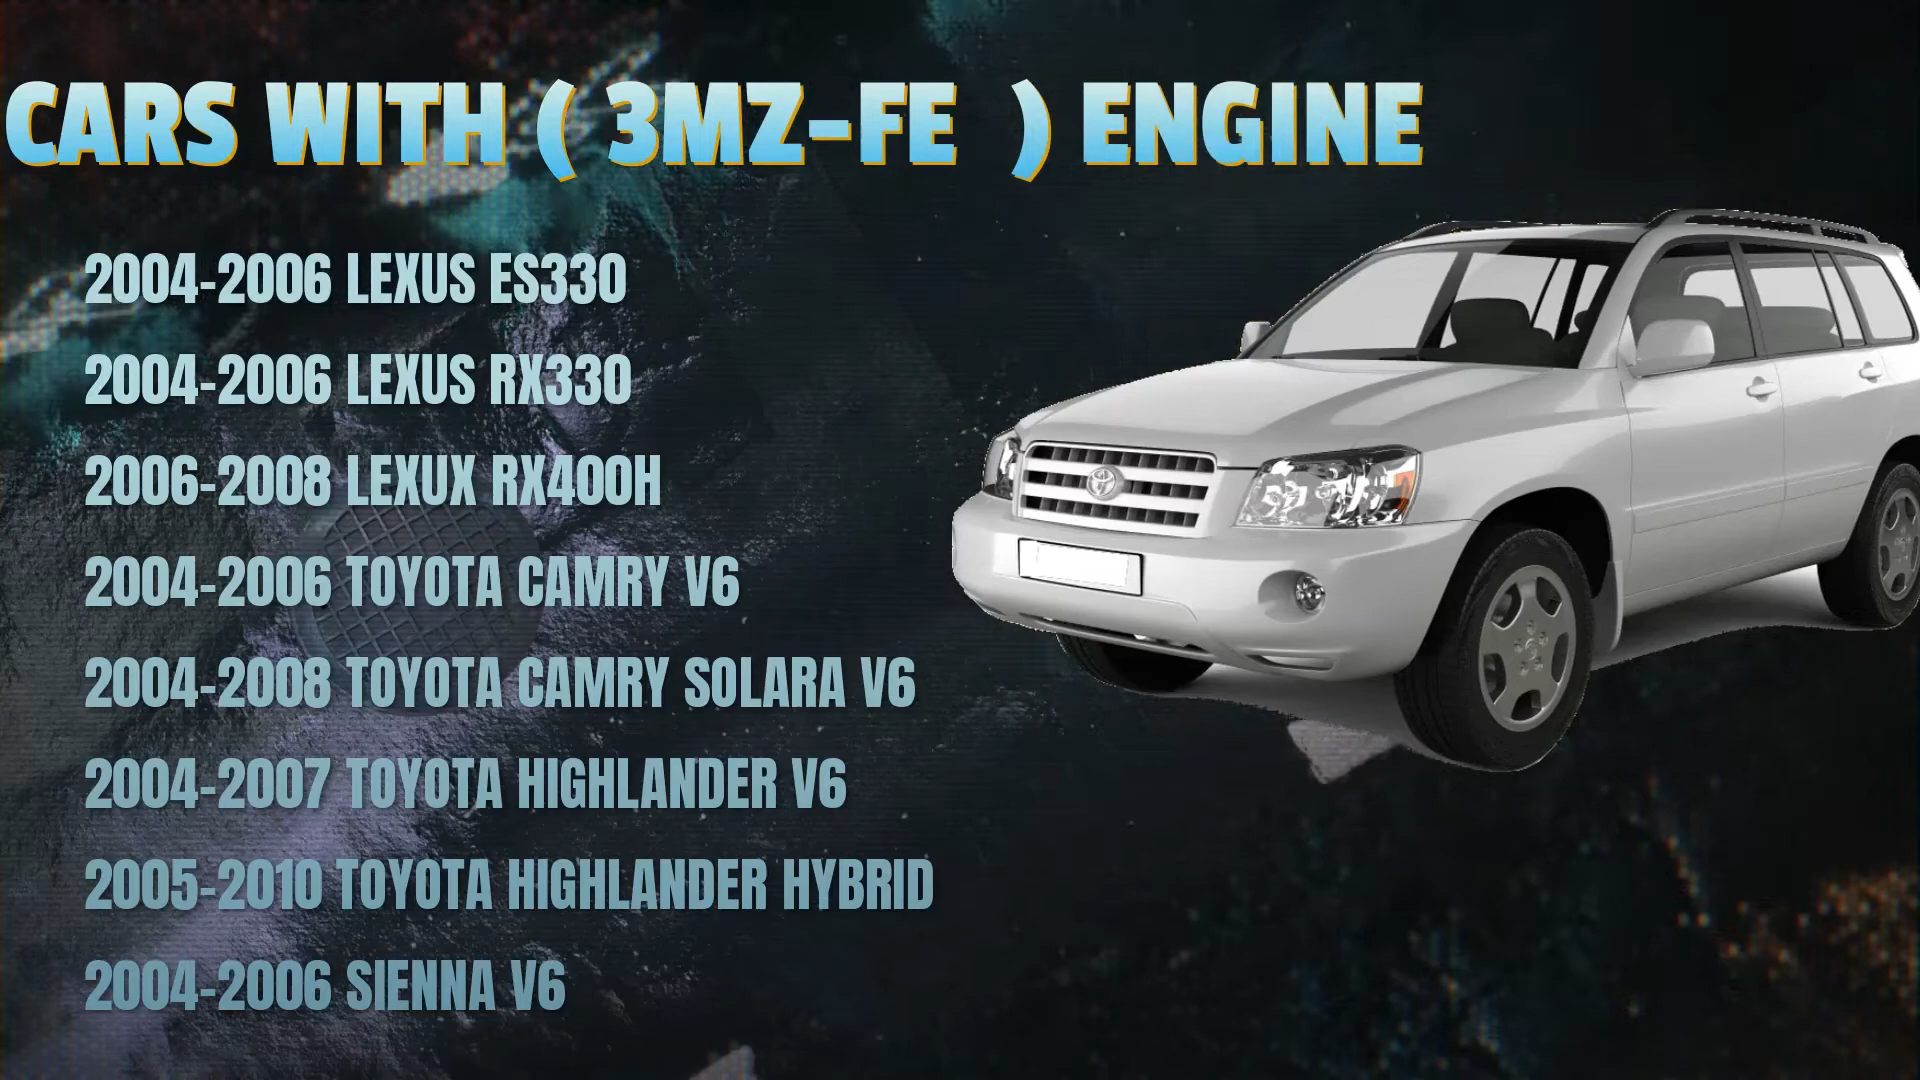 CARS WITH ( 3MZ-FE ) ENGINE
2004-2006 LEXUS ES330
2004-2006 LEXUS RX330
2006-2008 LEXUX RX400H
2004-2006 TOYOTA CAMRY V6
2004-2008 TOYOTA CAMRY SOLARA V6
2004-2007 TOYOTA HIGHLANDER V6
2005-2010 TOYOTA HIGHLANDER HYBRID
2004-2006 SIENNA V6